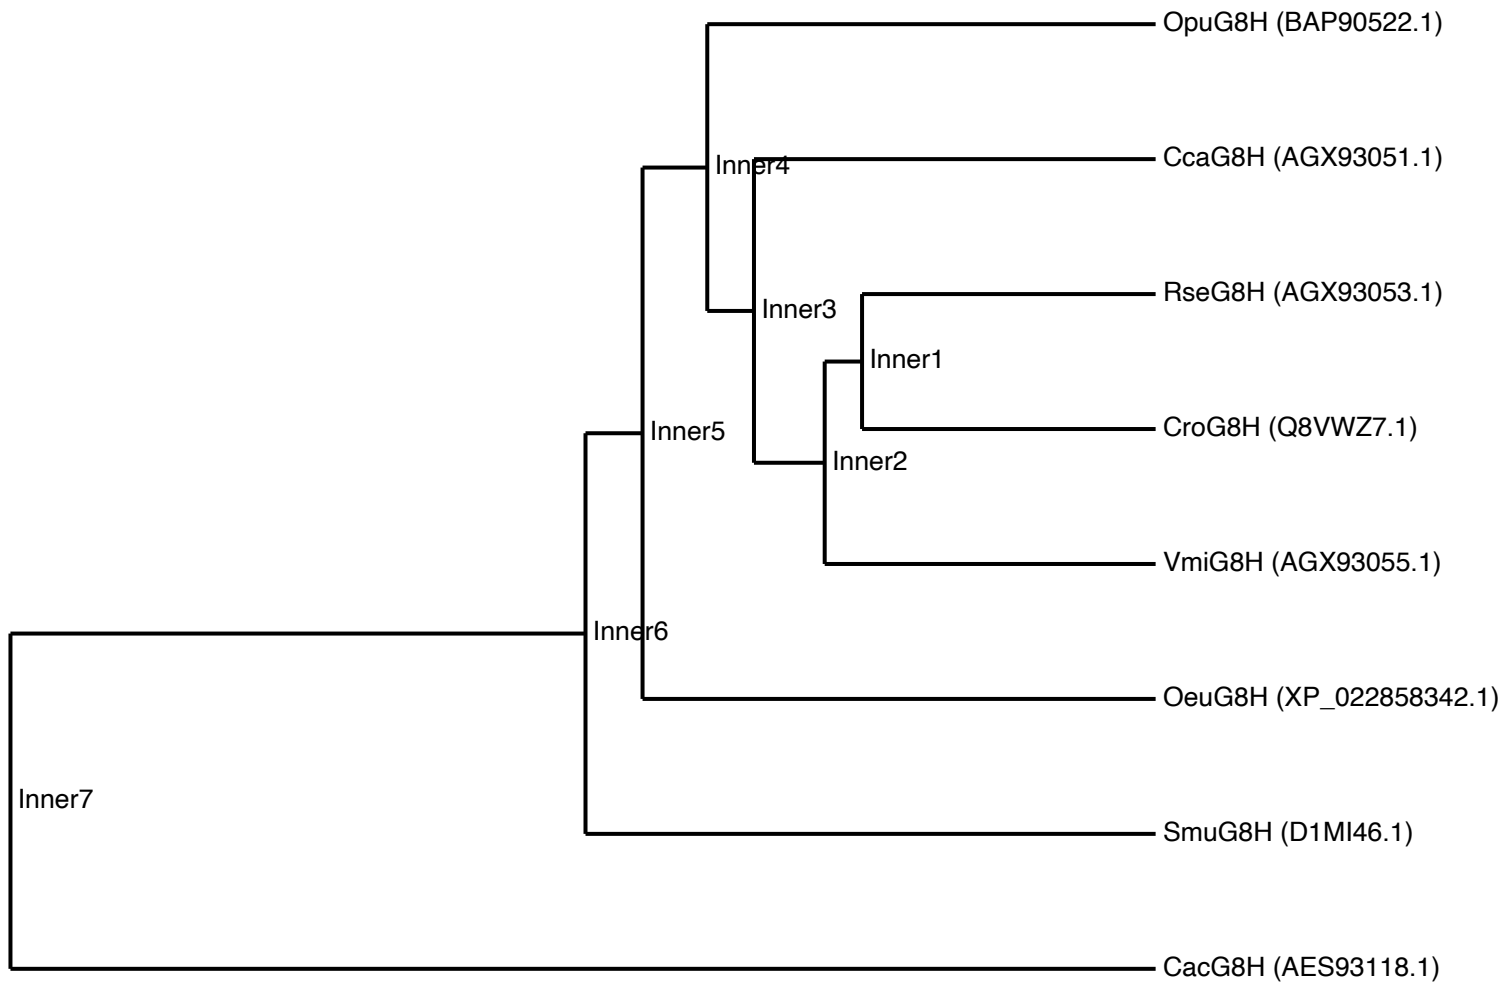 OpuG8H (BAP90522.1)
CcaG8H (AGX93051.1)
Inner4
RseG8H (AGX93053.1)
Inner3
Inner1
CroG8H (Q8VWZ7.1)
Inner5
Inner2
VmiG8H (AGX93055.1)
Inner6
OeuG8H (XP_022858342.1)
Inner7
SmuG8H (D1MI46.1)
CacG8H (AES93118.1)